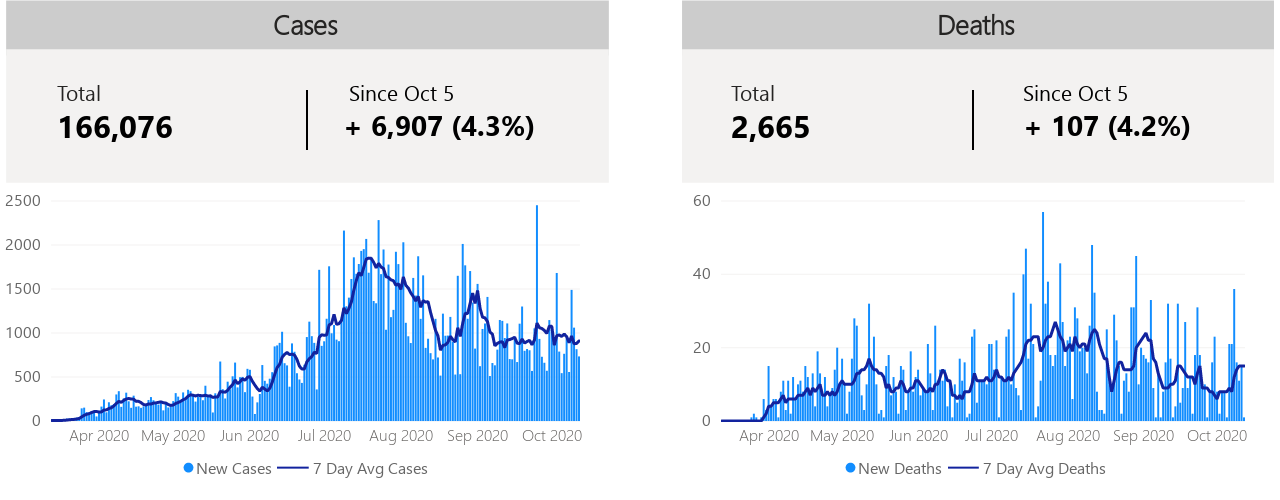 Cases
Total
166,076
Since Oct 5
+ 6,907 (4.3%)
2500
2000
1500
1000
500
0
Apr 2020 May 2020 Jun 2020 Jul 2020 Aug 2020 Sep 2020 Oct 2020
New Cases 7 Day Avg Cases
Deaths
Total
2,665
Since Oct 5
+ 107 (4.2%)
60
40
20
0
Apr 2020 May 2020 Jun 2020 Jul 2020 Aug 2020 Sep 2020 Oct 2020
New Deaths 7 Day Avg Deaths